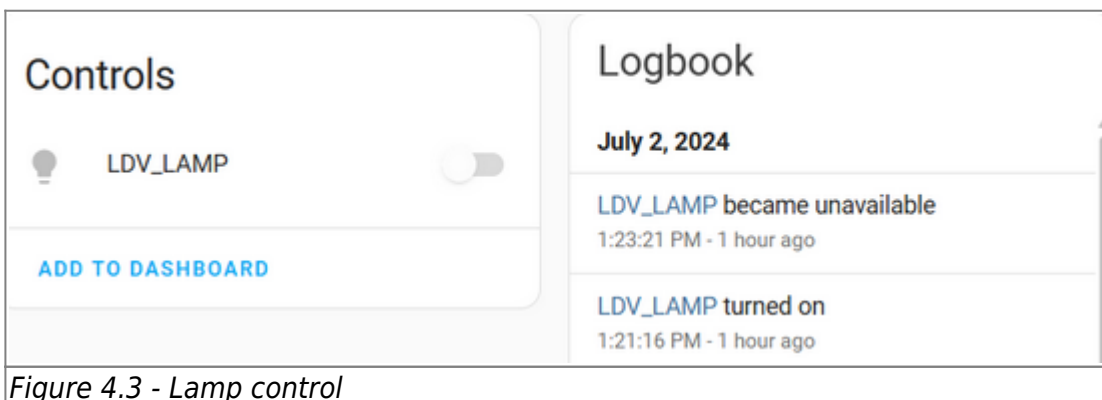 Controls
LDV_LAMP
ADD TO DASHBOARD
Logbook
July 2, 2024
LDV_LAMP became unavailable
1:23:21 PM - 1 hour ago
LDV_LAMP turned on
1:21:16 PM - 1 hour ago
Figure 4.3 - Lamp control